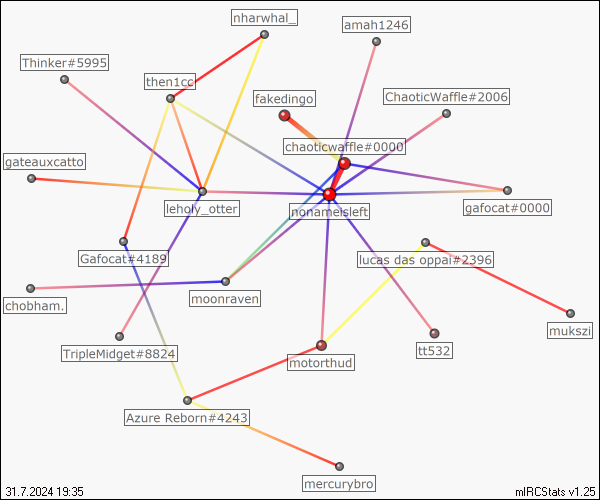 nharwhal_
amah1246
Thinker#5995
then1cc
fakedingo
ChaoticWaffle#2006
chaoticwaffle#0000
gateauxcatto
leholy_otter
nonameisleft
gafocat#0000
Gafocat#4189
lucas das oppai#2396
chobham.
moonraven
mukszi
TripleMidget#8824
motorthud
tt532
Azure Reborn#4243
mercurybro
31.7.2024 19:35
mIRCStats v1.25